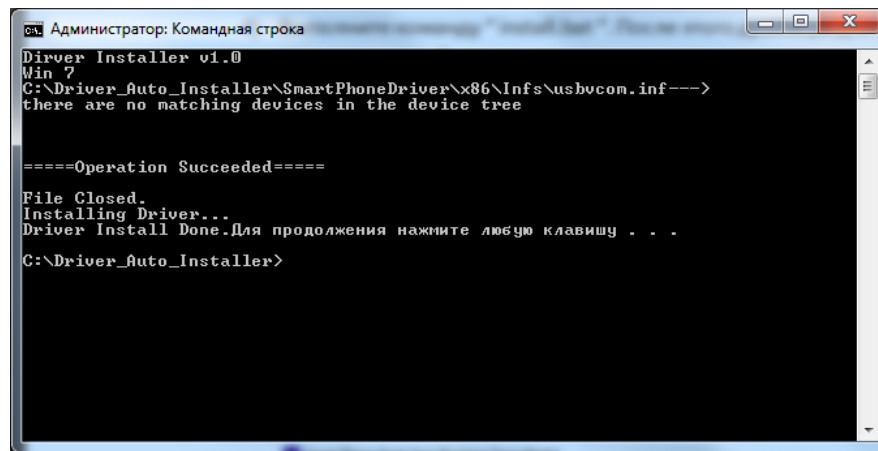 Администратор: Командная строка
Dirver Installer v1.0
Win 7
C:\Driver_Auto_Installer\SmartPhoneDriver\x86\Infs\usbvcom.inf--->
there are no matching devices in the device tree
=====Operation Succeeded=====
File Closed.
Installing Driver...
Driver Install Done.Для продолжения нажмите любую клавишу . . .
C:\Driver_Auto_Installer>